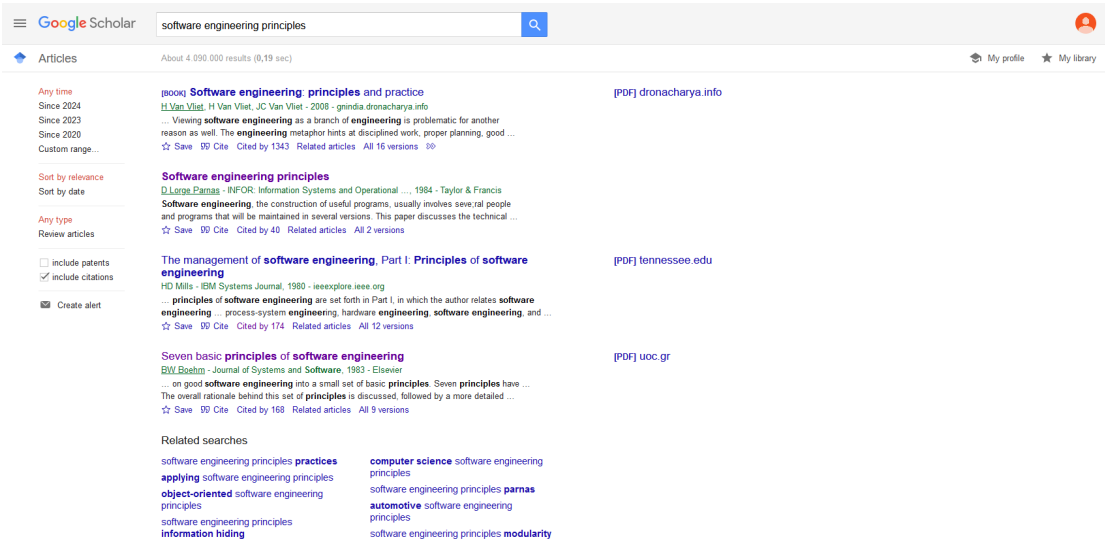 Google Scholar
software engineering principles
Articles
About 4.090.000 results (0,19 sec)
My profile
My library
Any time
Since 2024
Since 2023
Since 2020
Custom range...
Sort by relevance
Sort by date
Any type
Review articles
include patents
include citations
Create alert
[BOOK] Software engineering: principles and practice
H Van Vliet, H Van Vliet, JC Van Vliet - 2008 - gnindia.dronacharya.info
… Viewing software engineering as a branch of engineering is problematic for another
reason as well. The engineering metaphor hints at disciplined work, proper planning, good …
Save Cite Cited by 1343 Related articles All 16 versions
[PDF] dronacharya.info
Software engineering principles
D Lorge Parnas - INFOR: Information Systems and Operational …, 1984 - Taylor & Francis
Software engineering, the construction of useful programs, usually involves seve;ral people
and programs that will be maintained in several versions. This paper discusses the technical …
Save Cite Cited by 40 Related articles All 2 versions
The management of software engineering, Part I: Principles of software
engineering
HD Mills - IBM Systems Journal, 1980 - ieeexplore.ieee.org
… principles of software engineering are set forth in Part I, in which the author relates software
engineering … process-system engineering, hardware engineering, software engineering, and …
Save Cite Cited by 174 Related articles All 12 versions
[PDF] tennessee.edu
Seven basic principles of software engineering
BW Boehm - Journal of Systems and Software, 1983 - Elsevier
… on good software engineering into a small set of basic principles. Seven principles have …
The overall rationale behind this set of principles is discussed, followed by a more detailed …
Save Cite Cited by 168 Related articles All 9 versions
[PDF] uoc.gr
Related searches
software engineering principles practices
applying software engineering principles
object-oriented software engineering
principles
software engineering principles
information hiding
computer science software engineering
principles
software engineering principles parnas
automotive software engineering
principles
software engineering principles modularity